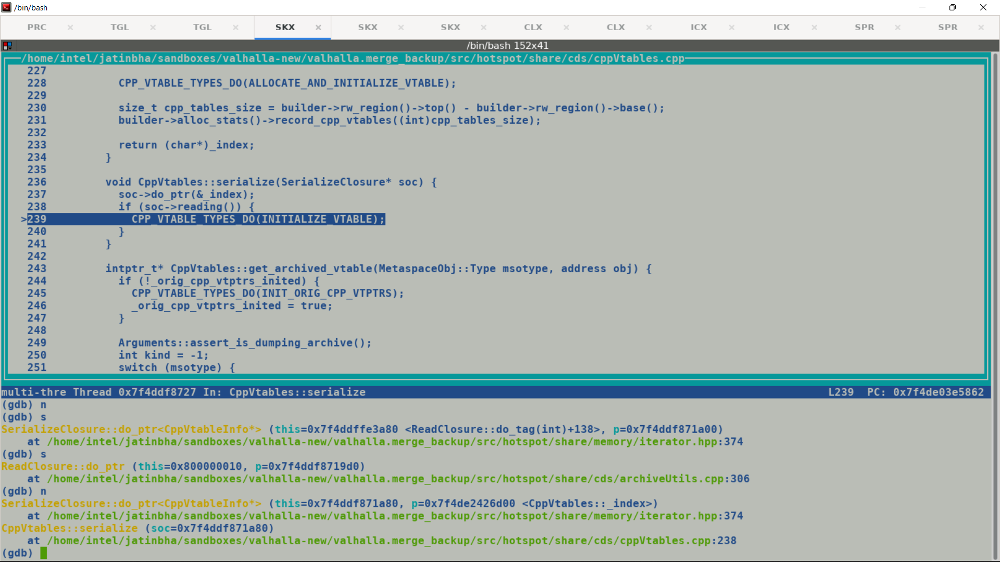 /bin/bash
PRC × TGL × TGL × SKX × SKX × SKX × CLX × CLX × ICX × ICX × SPR × SPR ×
/bin/bash 152x41
/home/intel/jatinbha/sandboxes/valhalla-new/valhalla.merge_backup/src/hotspot/share/cds/cppVtables.cpp
227
228 CPP_VTABLE_TYPES_DO(ALLOCATE_AND_INITIALIZE_VTABLE);
229
230 size_t cpp_tables_size = builder->rw_region()->top() - builder->rw_region()->base();
231 builder->alloc_stats()->record_cpp_vtables((int)cpp_tables_size);
232
233 return (char*)_index;
234 }
235
236 void CppVtables::serialize(SerializeClosure* soc) {
237 soc->do_ptr(&_index);
238 if (soc->reading()) {
>239 CPP_VTABLE_TYPES_DO(INITIALIZE_VTABLE);
240 }
241 }
242
243 intptr_t* CppVtables::get_archived_vtable(MetaspaceObj::Type msotype, address obj) {
244 if (!_orig_cpp_vtptrs_inited) {
245 CPP_VTABLE_TYPES_DO(INIT_ORIG_CPP_VTPTRS);
246 _orig_cpp_vtptrs_inited = true;
247 }
248
249 Arguments::assert_is_dumping_archive();
250 int kind = -1;
251 switch (msotype) {
multi-thre Thread 0x7f4ddf8727 In: CppVtables::serialize L239 PC: 0x7f4de03e5862
(gdb) n
(gdb) s
SerializeClosure::do_ptr<CppVtableInfo*> (this=0x7f4ddffe3a80 <ReadClosure::do_tag(int)+138>, p=0x7f4ddf871a00)
at /home/intel/jatinbha/sandboxes/valhalla-new/valhalla.merge_backup/src/hotspot/share/memory/iterator.hpp:374
(gdb) s
ReadClosure::do_ptr (this=0x800000010, p=0x7f4ddf8719d0)
at /home/intel/jatinbha/sandboxes/valhalla-new/valhalla.merge_backup/src/hotspot/share/cds/archiveUtils.cpp:306
(gdb) n
SerializeClosure::do_ptr<CppVtableInfo*> (this=0x7f4ddf871a80, p=0x7f4de2426d00 <CppVtables::_index>)
at /home/intel/jatinbha/sandboxes/valhalla-new/valhalla.merge_backup/src/hotspot/share/memory/iterator.hpp:374
CppVtables::serialize (soc=0x7f4ddf871a80)
at /home/intel/jatinbha/sandboxes/valhalla-new/valhalla.merge_backup/src/hotspot/share/cds/cppVtables.cpp:238
(gdb)